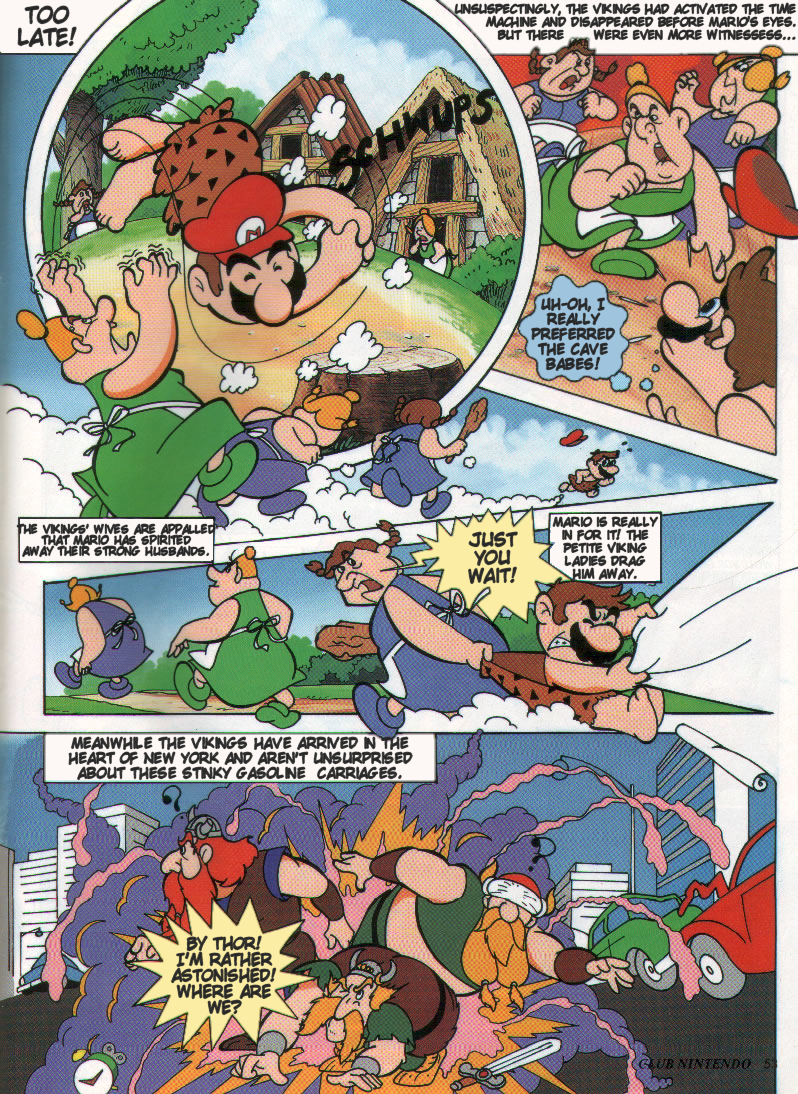 TOO
LATE!
UNSUSPECTINGLY, THE VIKINGS HAD ACTIVATED THE TIME
MACHINE AND DISAPPEARED BEFORE MARIO'S EYES.
BUT THERE WERE EVEN MORE WITNESSESS...
SCHWUPS
M
UH-OH, I
REALLY
PREFERRED
THE CAVE
BABES!
THE VIKINGS' WIVES ARE APPALLED
THAT MARIO HAS SPIRITED
AWAY THEIR STRONG HUSBANDS.
JUST
YOU
WAIT!
MARIO IS REALLY
IN FOR IT! THE
PETITE VIKING
LADIES DRAG
HIM AWAY.
MEANWHILE THE VIKINGS HAVE ARRIVED IN THE
HEART OF NEW YORK AND AREN'T UNSURPRISED
ABOUT THESE STINKY GASOLINE CARRIAGES.
?
?
BY THOR!
I'M RATHER
ASTONISHED!
WHERE ARE
WE?
CLUB NINTENDO 53